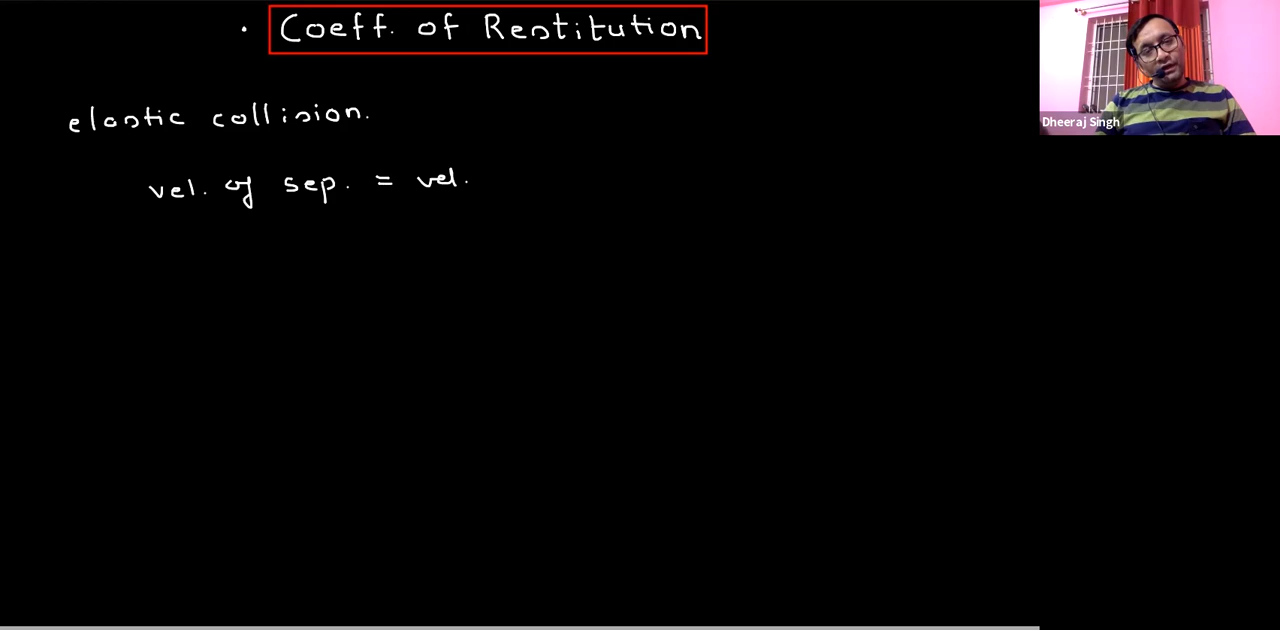 · Coeff. of Restitution
elastic collision.
vel. of sep. = vel.
Dheeraj Singh